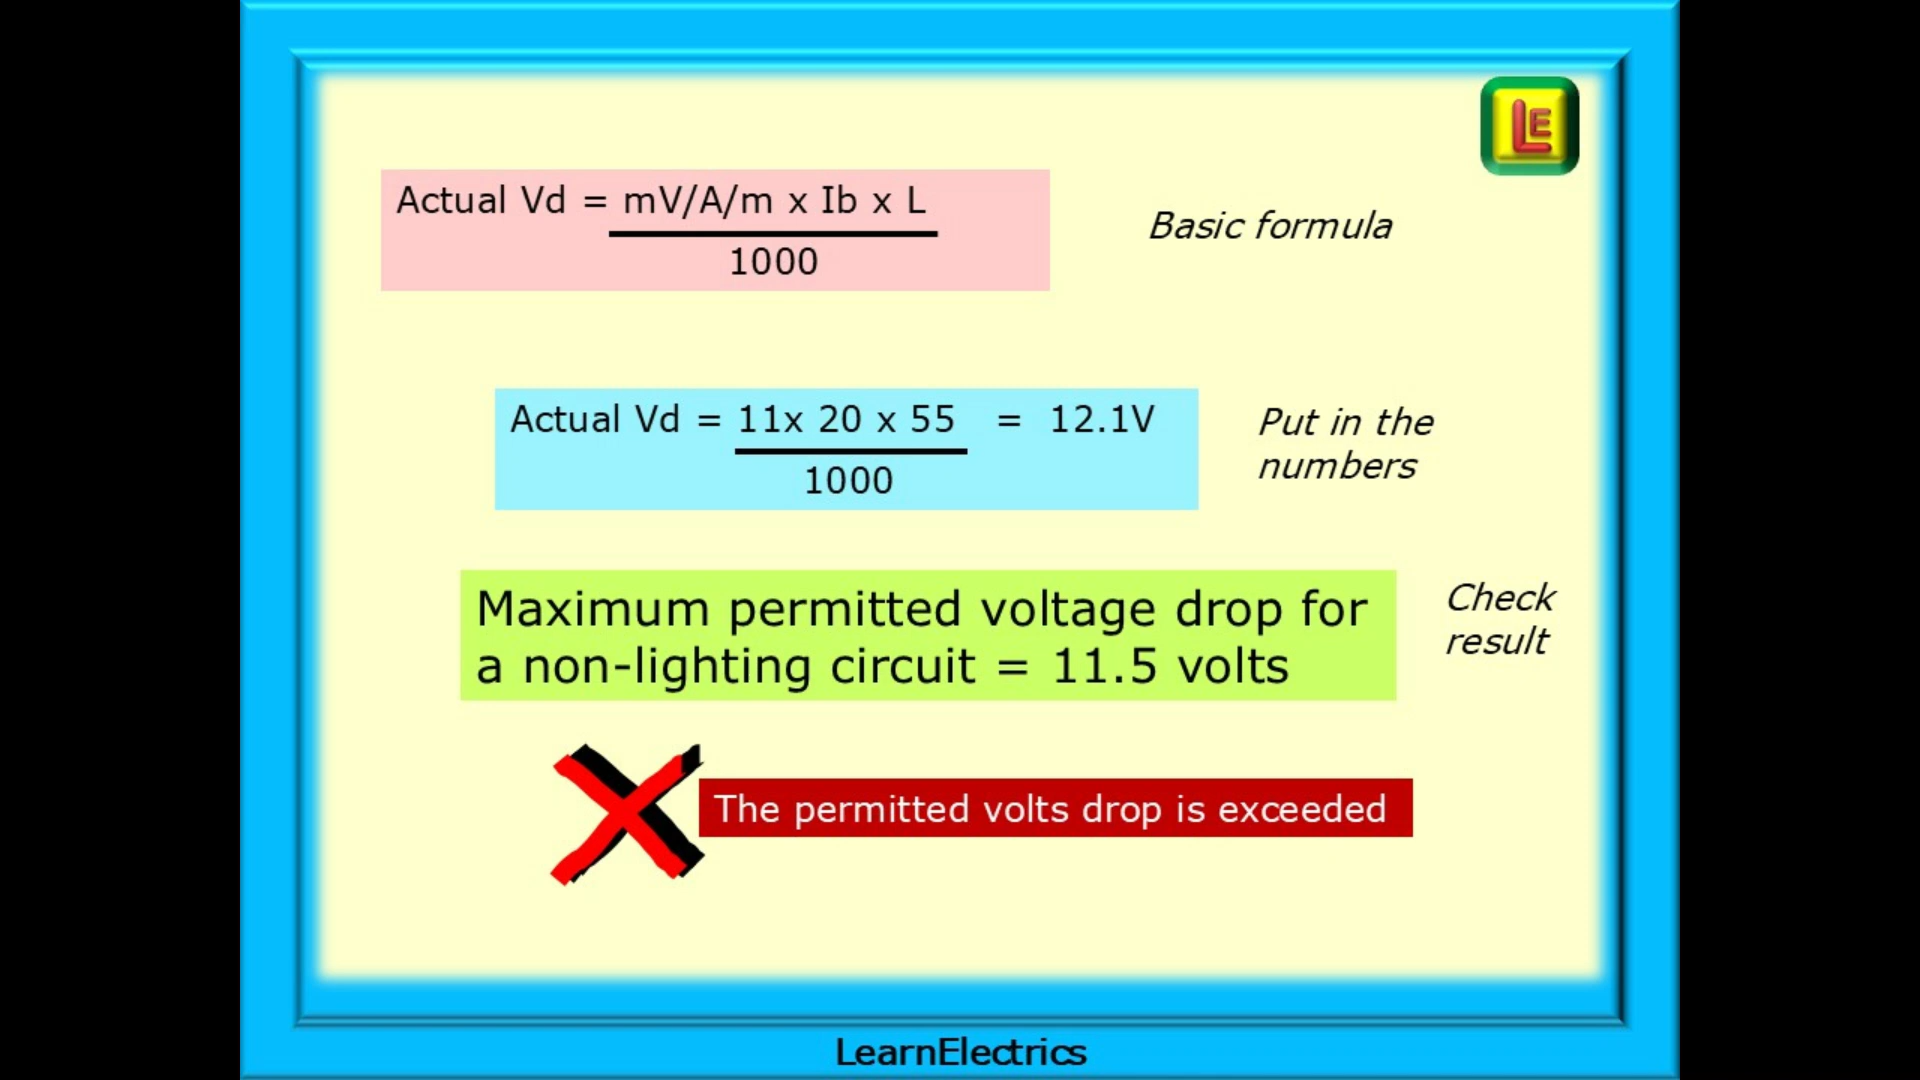 LE
Actual Vd = mV/A/m x Ib x L
1000
Basic formula
Actual Vd = 11x 20 x 55 = 12.1V
1000
Put in the
numbers
Maximum permitted voltage drop for
a non-lighting circuit = 11.5 volts
Check
result
The permitted volts drop is exceeded
LearnElectrics